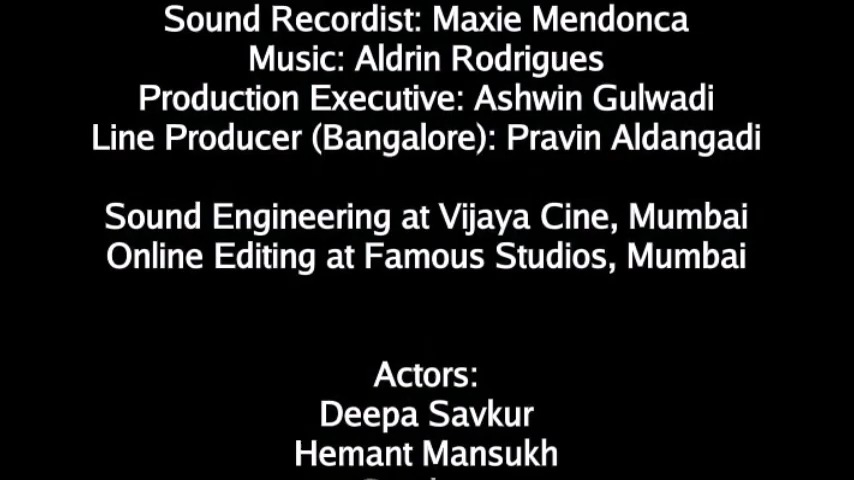 Sound Recordist: Maxie Mendonca
Music: Aldrin Rodrigues
Production Executive: Ashwin Gulwadi
Line Producer (Bangalore): Pravin Aldangadi
Sound Engineering at Vijaya Cine, Mumbai
Online Editing at Famous Studios, Mumbai
Actors:
Deepa Savkur
Hemant Mansukh